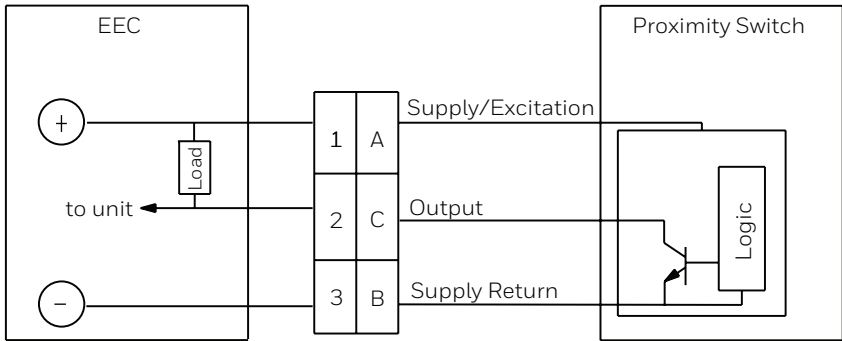 EEC
Proximity Switch
+
Load
to unit
−
1 A
2 C
3 B
Supply/Excitation
Output
Supply Return
Logic